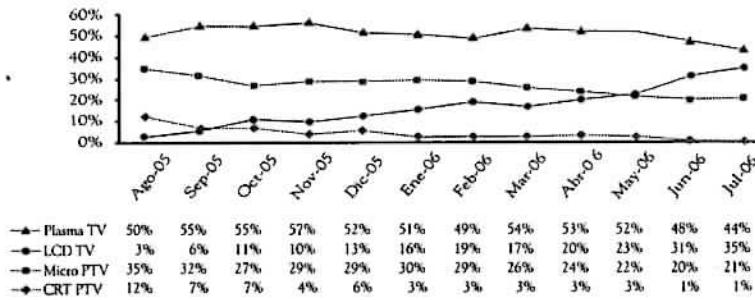 60%
50%
40%
30%
20%
10%
0%
Ago-05 Sep-05 Oct-05 Nov-05 Dic-05 Ene-06 Feb-06 Mar-06 Abr-06 May-06 Jun-06 Jul-06
Plasma TV 50% 55% 55% 57% 52% 51% 49% 54% 53% 52% 48% 44%
LCD TV 3% 6% 11% 10% 13% 16% 19% 17% 20% 23% 31% 35%
Micro PTV 35% 32% 27% 29% 29% 30% 29% 26% 24% 22% 20% 21%
CRT PTV 12% 7% 7% 4% 6% 3% 3% 3% 3% 3% 1% 1%